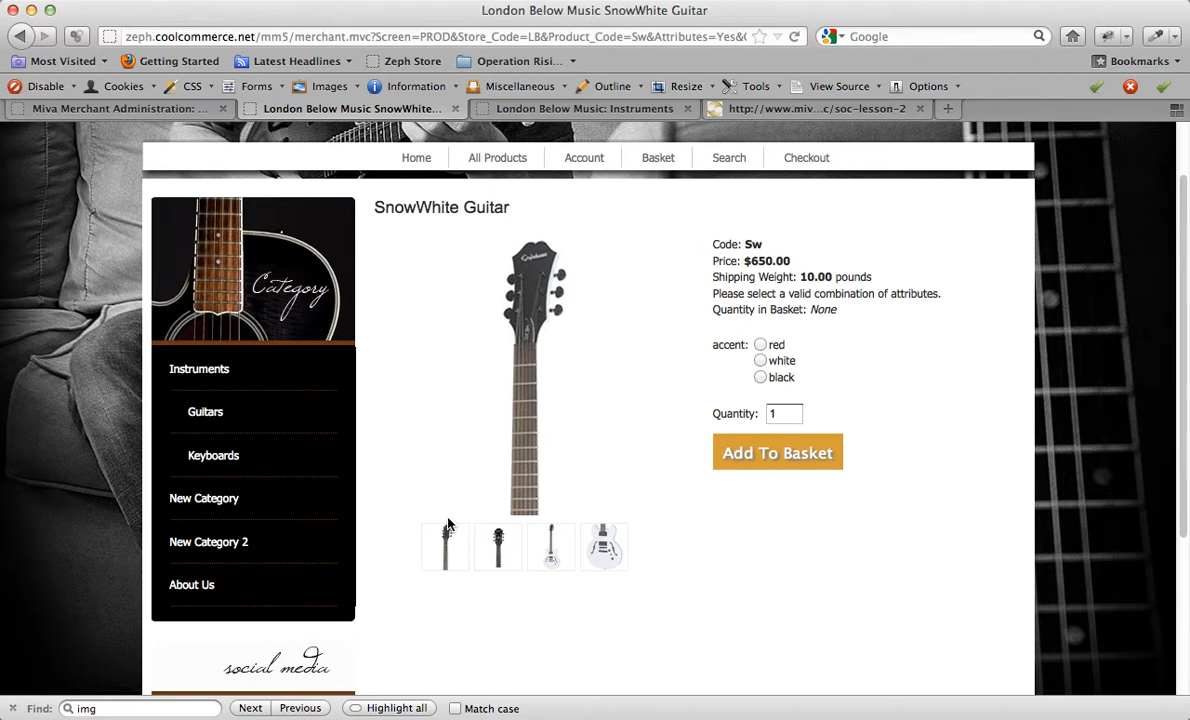 London Below Music SnowWhite Guitar
zeph.coolcommerce.net/mm5/merchant.mvc?Screen=PROD&Store_Code=LB&Product_Code=Sw&Attributes=Yes&C
Google
Most Visited
Getting Started
Latest Headlines
Zeph Store
Operation Risi...
Bookmarks
Disable
Cookies
CSS
Forms
Images
Information
Miscellaneous
Outline
Resize
Tools
View Source
Options
Miva Merchant Administration: ...
London Below Music SnowWhite...
London Below Music: Instruments
http://www.miv...c/soc-lesson-2
Home
All Products
Account
Basket
Search
Checkout
Category
Instruments
Guitars
Keyboards
New Category
New Category 2
About Us
social media
SnowWhite Guitar
Epiphone
Code: Sw
Price: $650.00
Shipping Weight: 10.00 pounds
Please select a valid combination of attributes.
Quantity in Basket: None
accent: red
white
black
Quantity: 1
Add To Basket
Find: img
Next
Previous
Highlight all
Match case